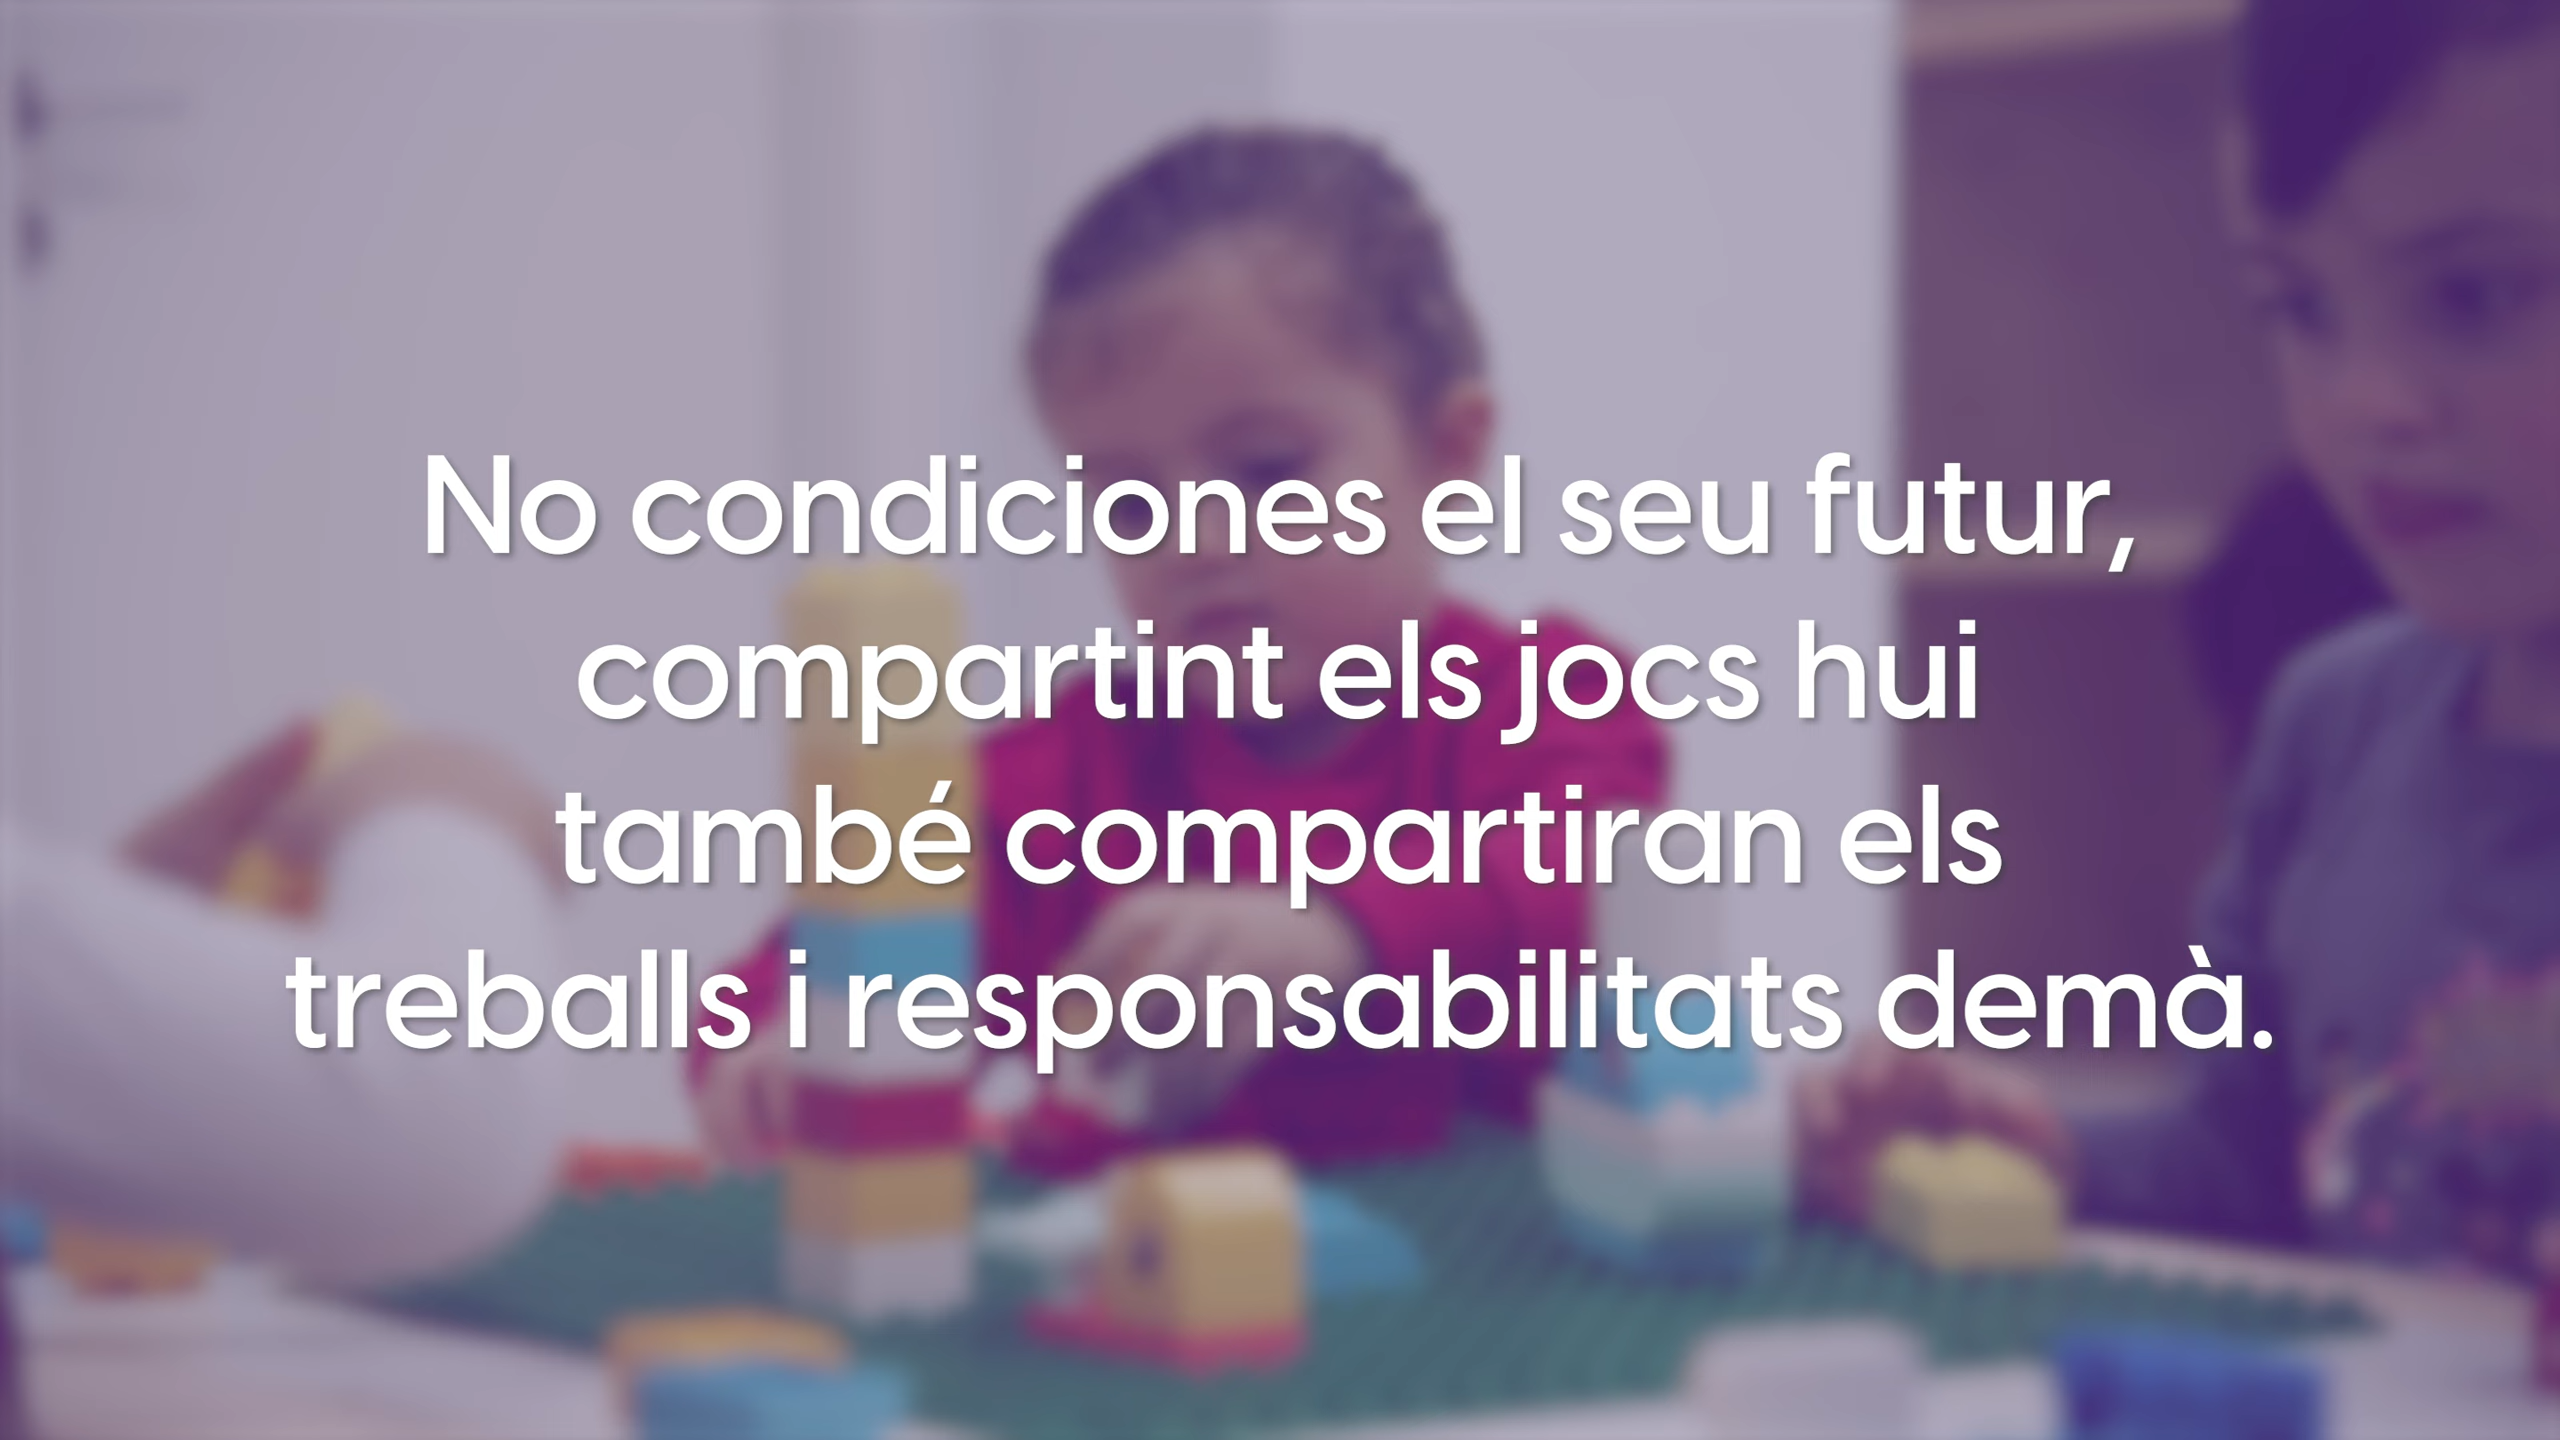 No condiciones el seu futur,
compartint els jocs hui
també compartiran els
treballs i responsabilitats demà.